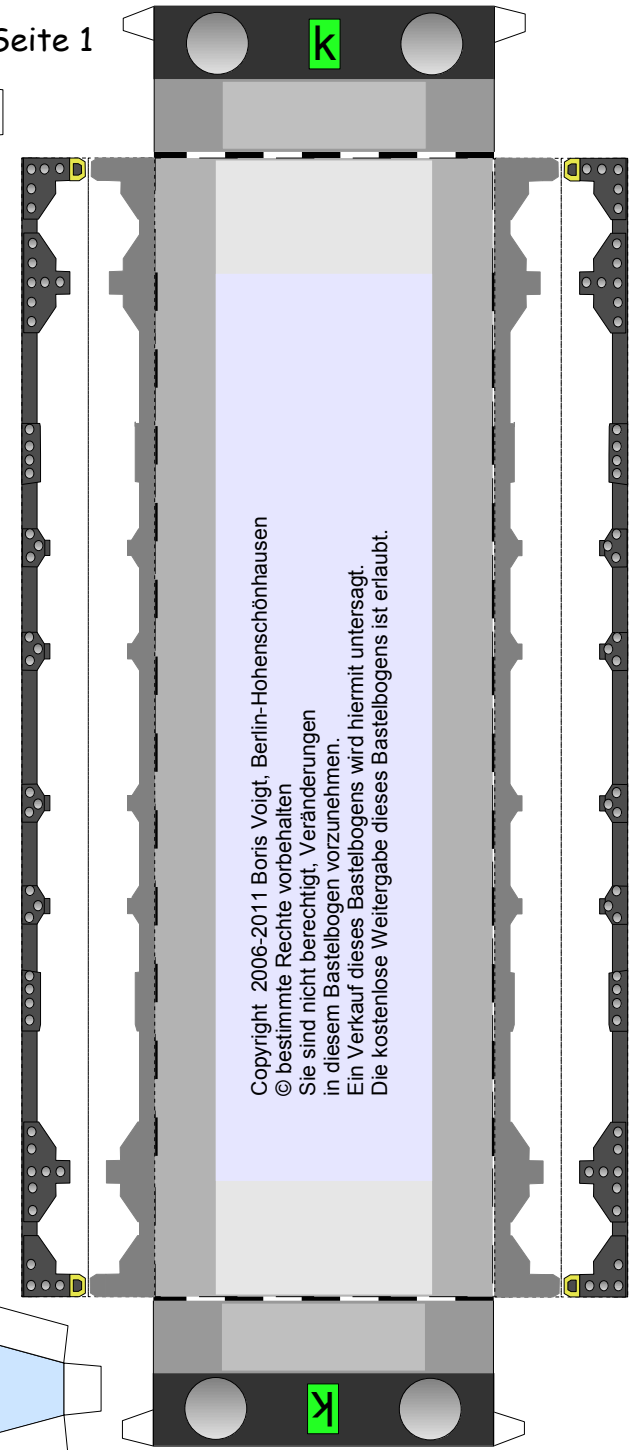 Seite 1
k
Copyright 2006-2011 Boris Voigt, Berlin-Hohenschönhausen
© bestimmte Rechte vorbehalten
Sie sind nicht berechtigt, Veränderungen
in diesem Bastelbogen vorzunehmen.
Ein Verkauf dieses Bastelbogens wird hiermit untersagt.
Die kostenlose Weitergabe dieses Bastelbogens ist erlaubt.
k